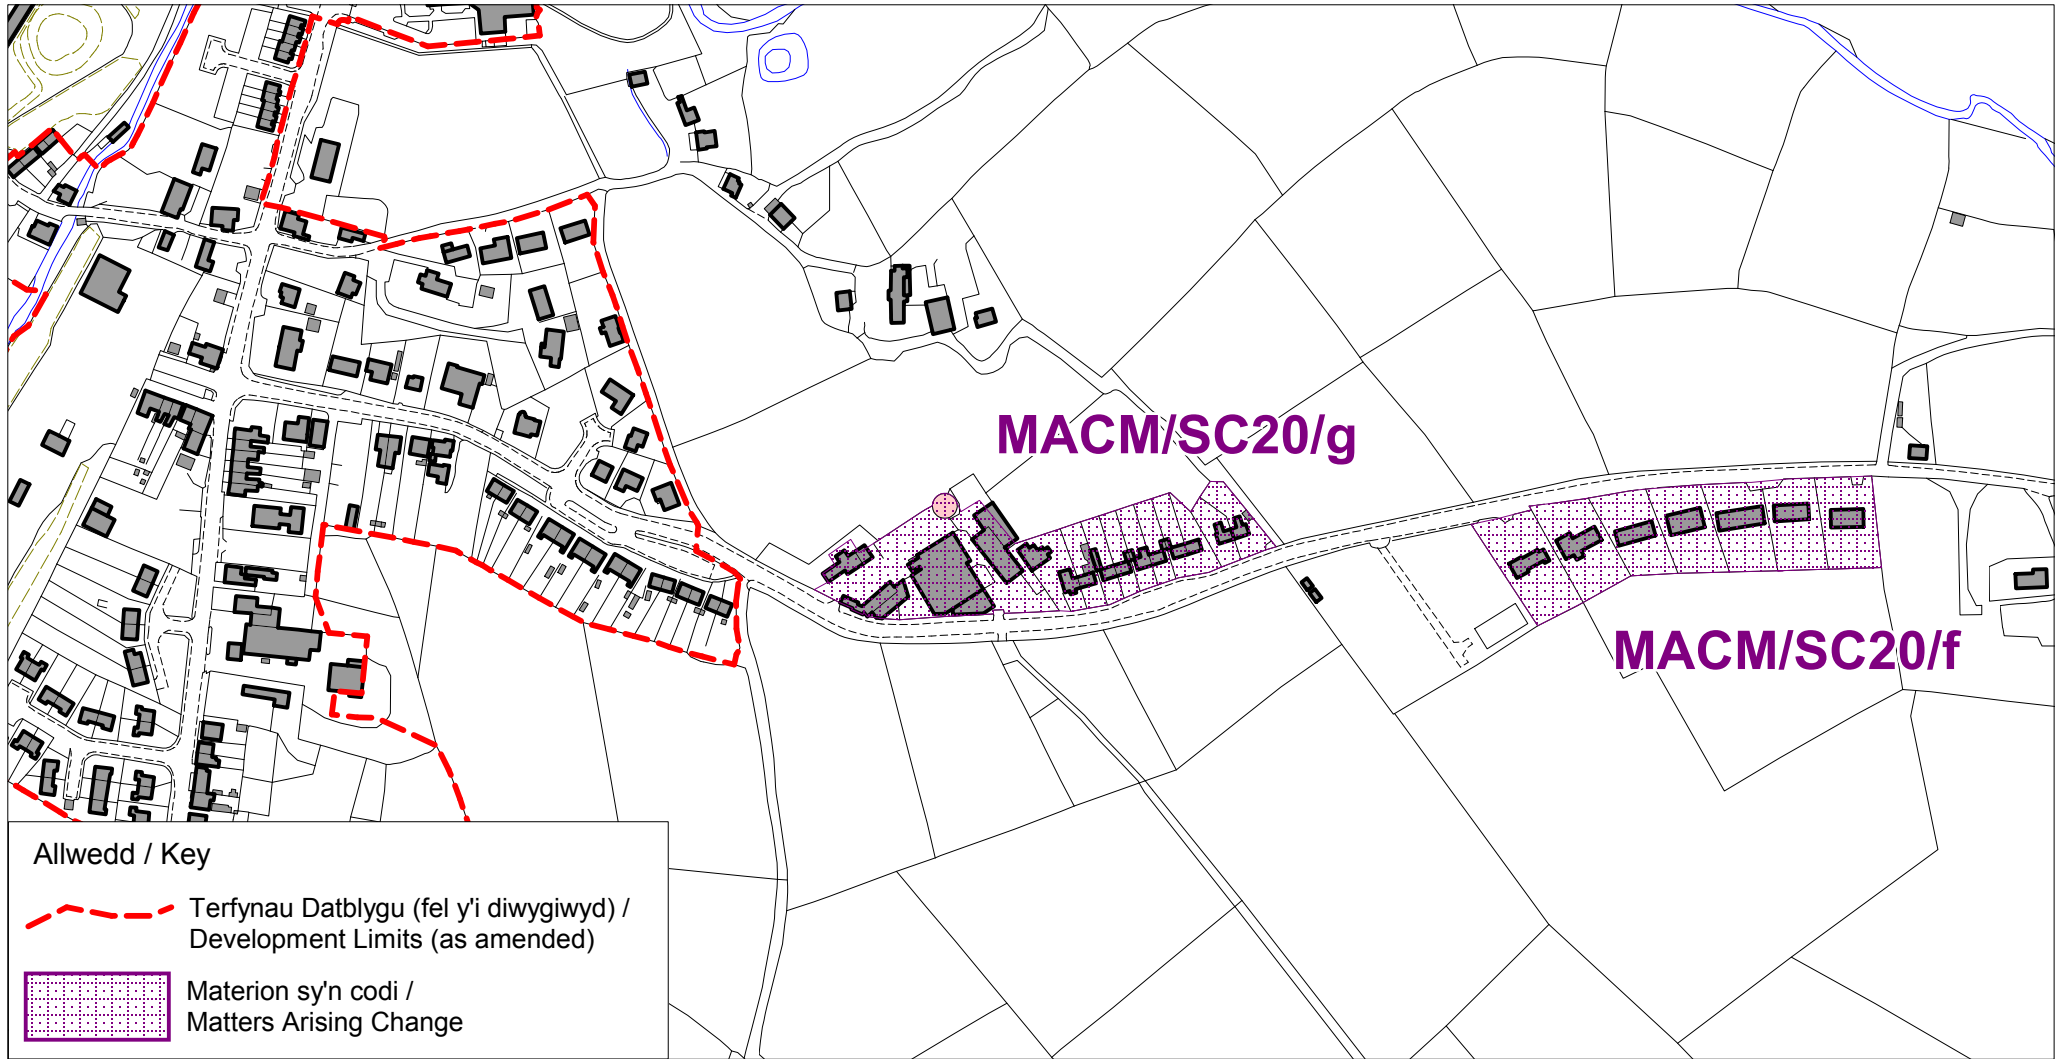 MACM/SC20/g
MACM/SC20/f
Allwedd / Key
Terfynau Datblygu (fel y'i diwygiwyd) /
Development Limits (as amended)
Materion sy'n codi /
Matters Arising Change